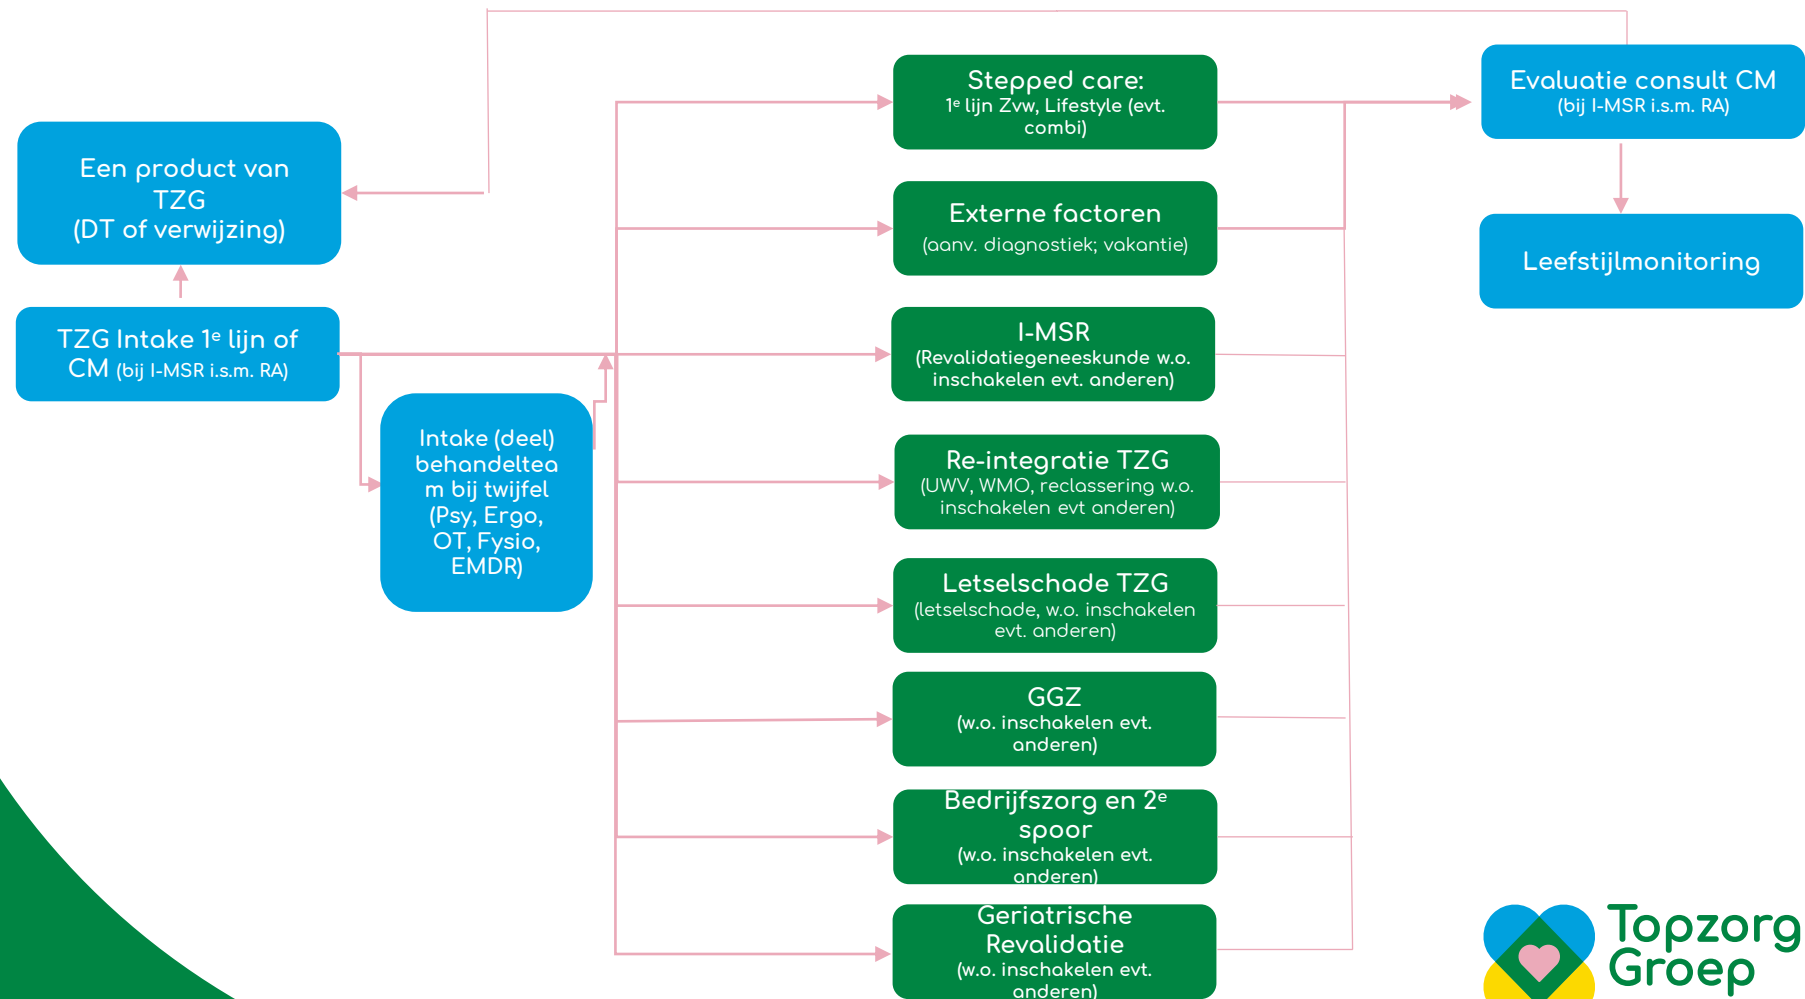 Een product van
TZG
(DT of verwijzing)
TZG Intake 1e lijn of
CM (bij I-MSR i.s.m. RA)
Intake (deel)
behandeltea
m bij twijfel
(Psy, Ergo,
OT, Fysio,
EMDR)
Stepped care:
1e lijn Zvw, Lifestyle (evt.
combi)
Externe factoren
(aanv. diagnostiek; vakantie)
I-MSR
(Revalidatiegeneeskunde w.o.
inschakelen evt. anderen)
Re-integratie TZG
(UWV, WMO, reclassering w.o.
inschakelen evt anderen)
Letselschade TZG
(letselschade, w.o. inschakelen
evt. anderen)
GGZ
(w.o. inschakelen evt.
anderen)
Bedrijfszorg en 2e
spoor
(w.o. inschakelen evt.
anderen)
Geriatrische
Revalidatie
(w.o. inschakelen evt.
anderen)
Evaluatie consult CM
(bij I-MSR i.s.m. RA)
Leefstijlmonitoring
Topzorg
Groep